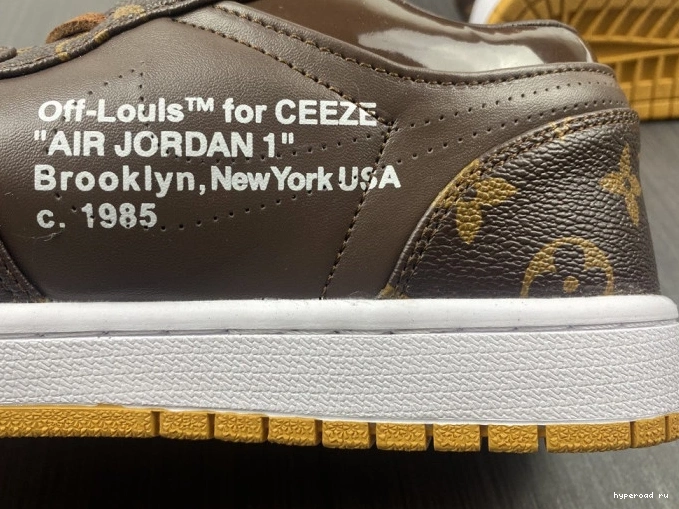 Off-Louls™ for CEEZE
"AIR JORDAN 1"
Brooklyn, NewYork USA
c. 1985
hyperoad ru